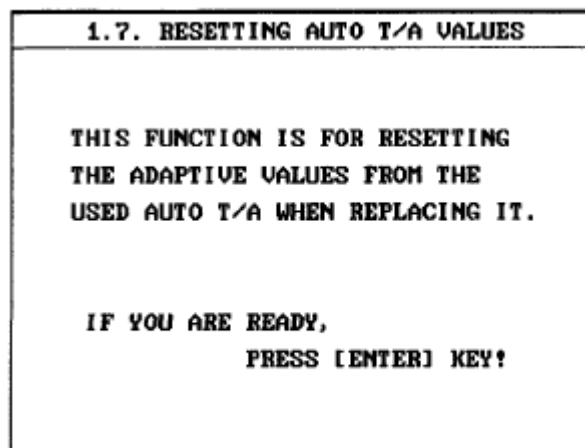 1.7. RESETTING AUTO T/A VALUES
THIS FUNCTION IS FOR RESETTING
THE ADAPTIVE VALUES FROM THE
USED AUTO T/A WHEN REPLACING IT.
IF YOU ARE READY,
PRESS [ENTER] KEY!